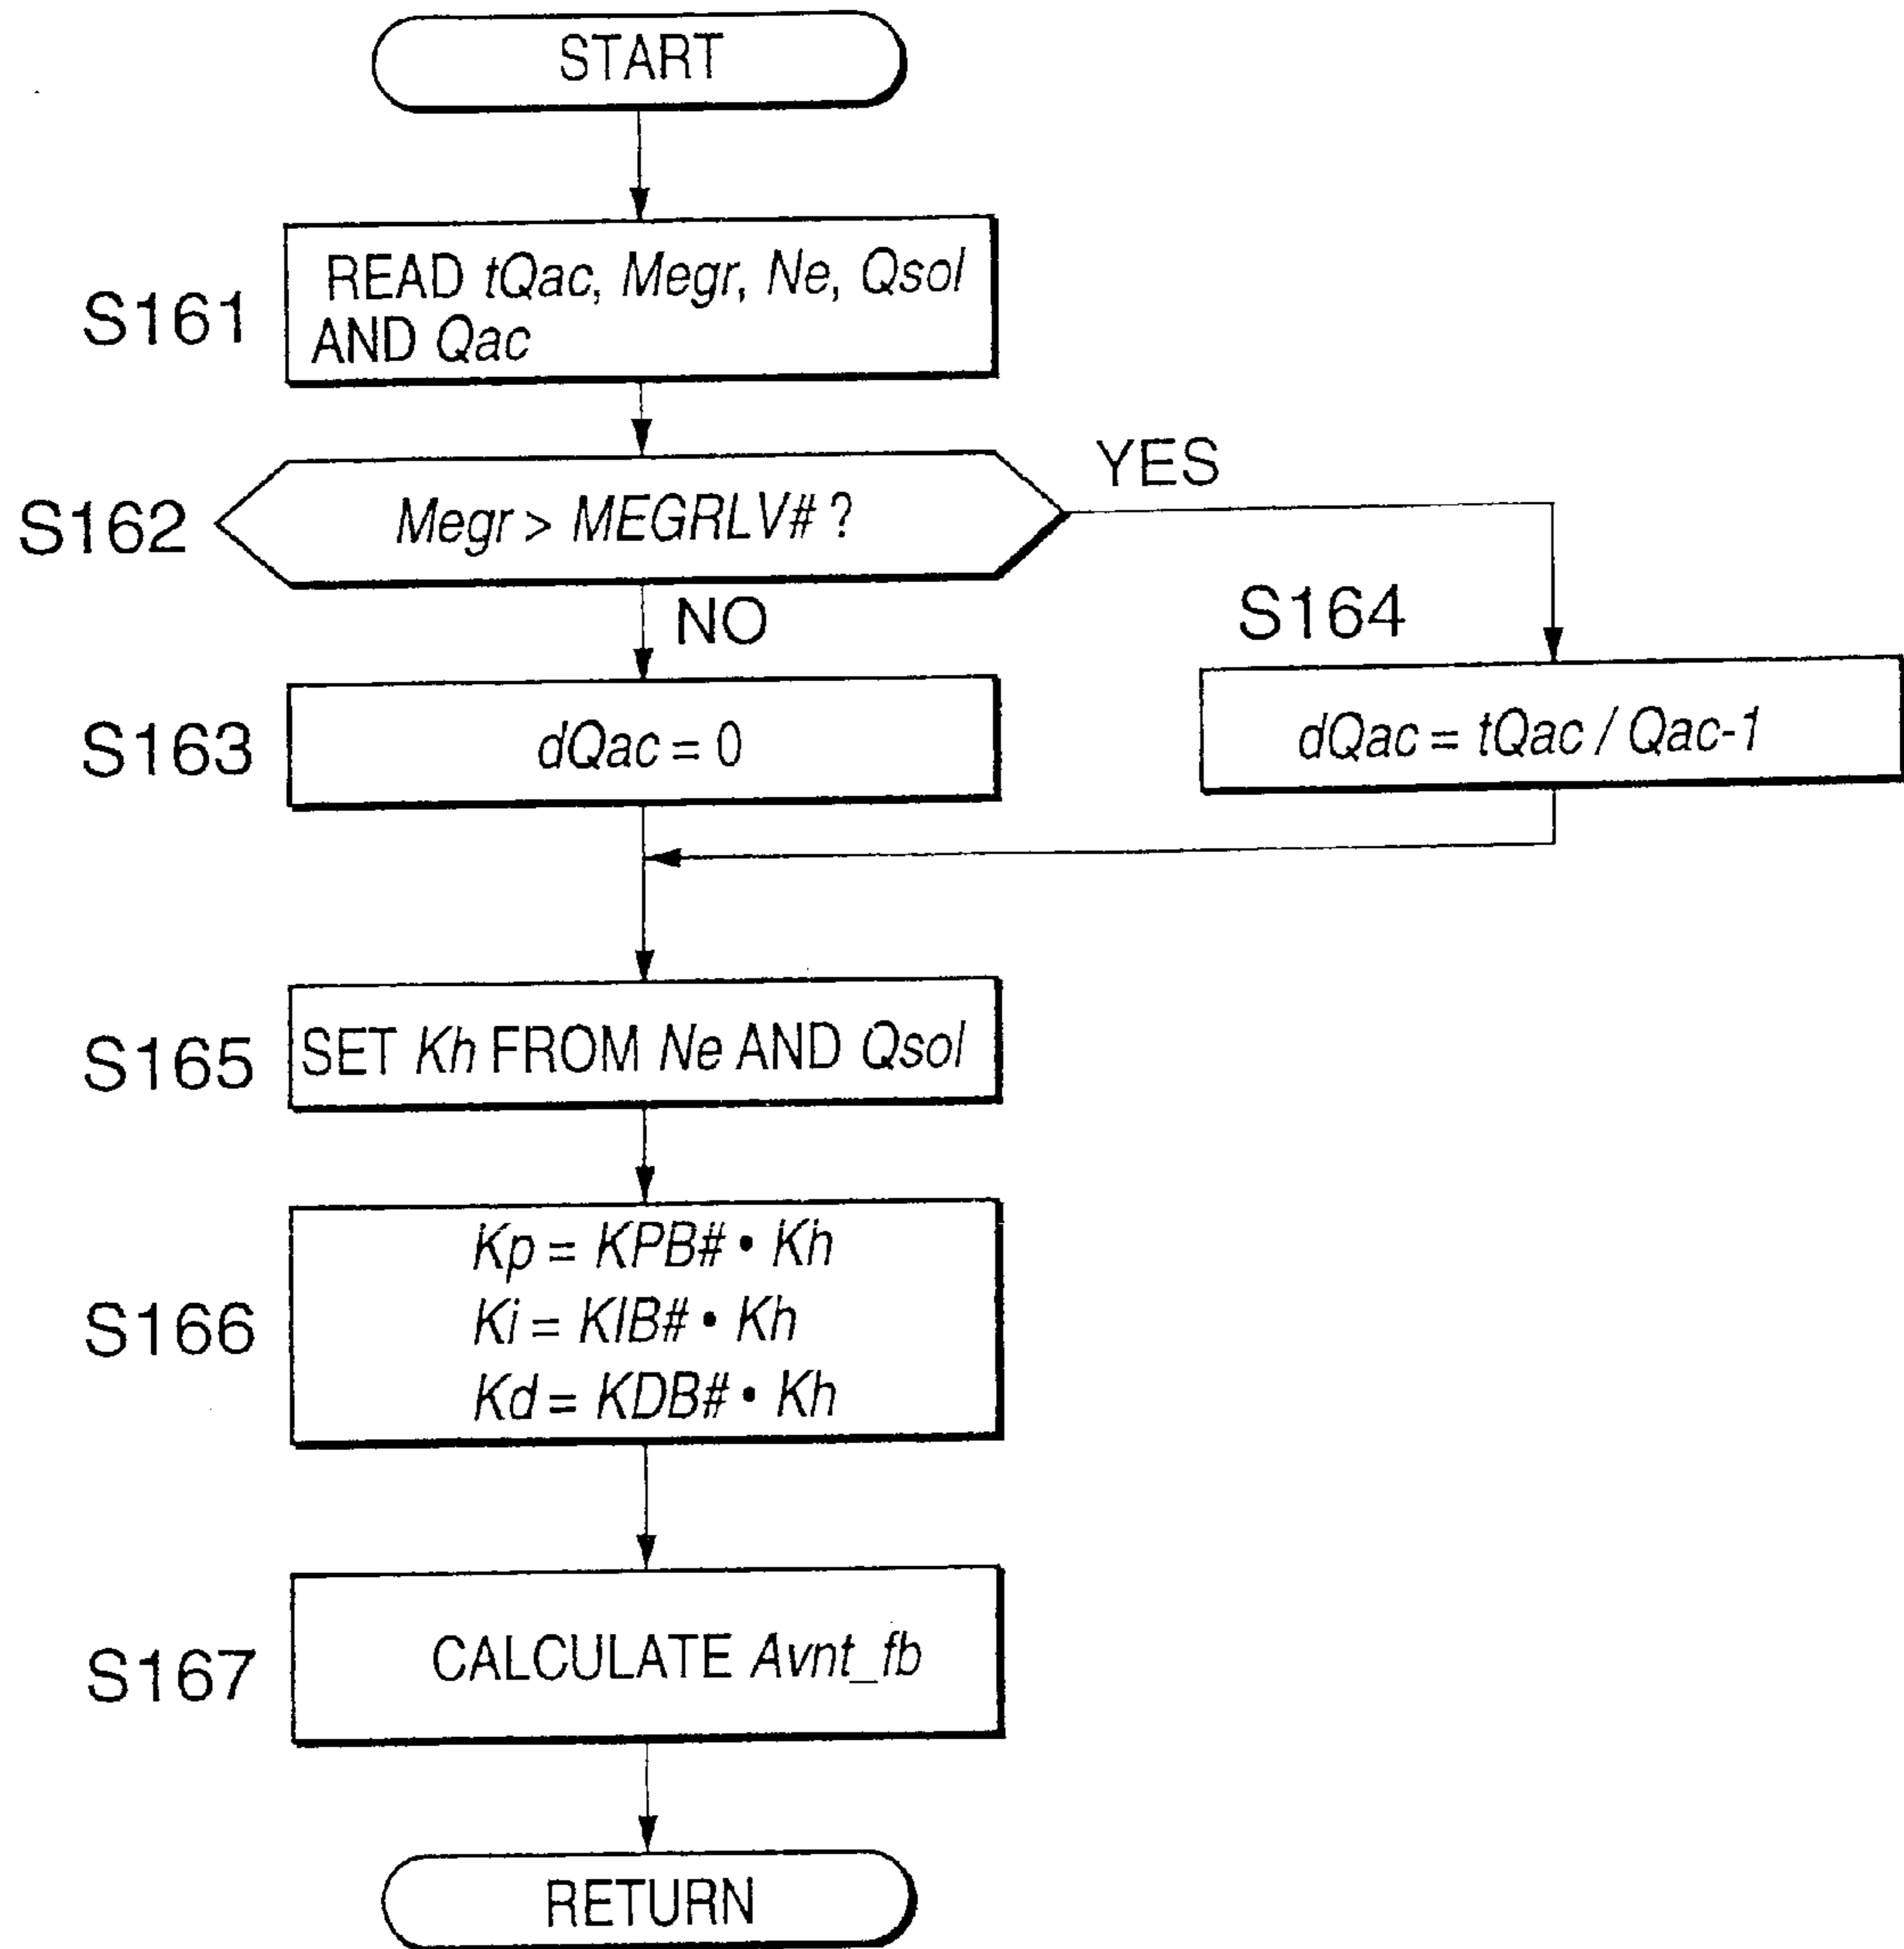 START
S161
READ tQac, Megr, Ne, Qsol
AND Qac
S162
Megr > MEGRLV# ?
YES
NO
S163
dQac = 0
S164
dQac = tQac / Qac-1
S165
SET Kh FROM Ne AND Qsol
S166
Kp = KPB# • Kh
Ki = KIB# • Kh
Kd = KDB# • Kh
S167
CALCULATE Avnt_fb
RETURN